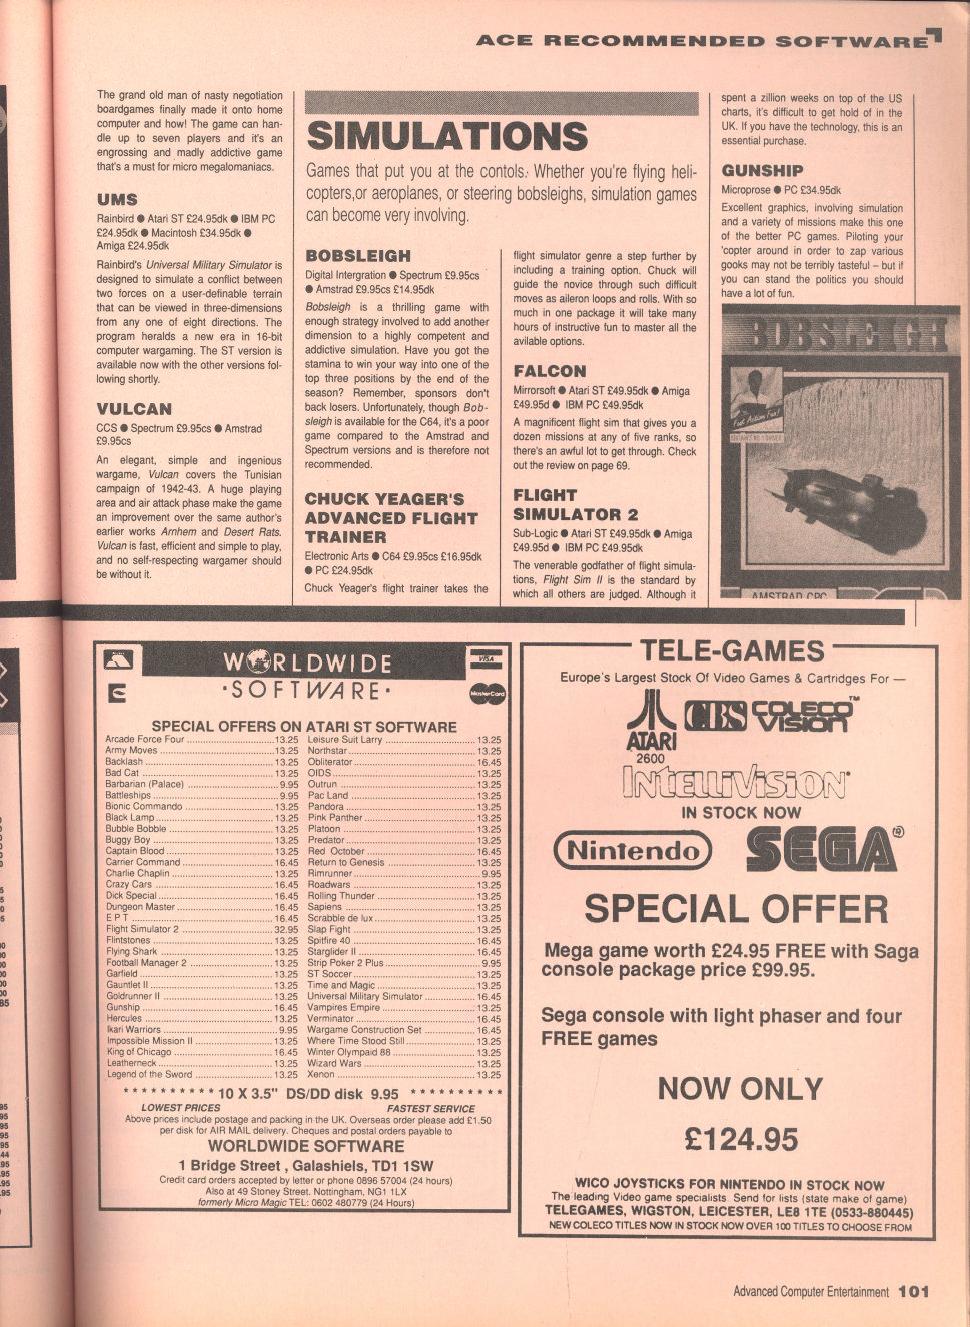 ACE RECOMMENDED SOFTWARE
The grand old man of nasty negotiation
boardgames finally made it onto home
computer and how! The game can han-
dle up to seven players and it's an
engrossing and madly addictive game
that's a must for micro megalomaniacs.
UMS
Rainbird ● Atari ST £24.95dk ● IBM PC
£24.95dk ● Macintosh £34.95dk ●
Amiga £24.95dk
Rainbird's Universal Military Simulator is
designed to simulate a conflict between
two forces on a user-definable terrain
that can be viewed in three-dimensions
from any one of eight directions. The
program heralds a new era in 16-bit
computer wargaming. The ST version is
available now with the other versions fol-
lowing shortly.
VULCAN
CCS ● Spectrum £9.95cs ● Amstrad
£9.95cs
An elegant, simple and ingenious
wargame, Vulcan covers the Tunisian
campaign of 1942-43. A huge playing
area and air attack phase make the game
an improvement over the same author's
earlier works Arnhem and Desert Rats.
Vulcan is fast, efficient and simple to play,
and no self-respecting wargamer should
be without it.
SIMULATIONS
Games that put you at the contols. Whether you're flying heli-
copters,or aeroplanes, or steering bobsleighs, simulation games
can become very involving.
BOBSLEIGH
Digital Intergration ● Spectrum £9.95cs
● Amstrad £9.95cs £14.95dk
Bobsleigh is a thrilling game with
enough strategy involved to add another
dimension to a highly competent and
addictive simulation. Have you got the
stamina to win your way into one of the
top three positions by the end of the
season? Remember, sponsors don't
back losers. Unfortunately, though Bob-
sleigh is available for the C64, it's a poor
game compared to the Amstrad and
Spectrum versions and is therefore not
recommended.
CHUCK YEAGER'S
ADVANCED FLIGHT
TRAINER
Electronic Arts ● C64 £9.95cs £16.95dk
● PC £24.95dk
Chuck Yeager's flight trainer takes the
flight simulator genre a step further by
including a training option. Chuck will
guide the novice through such difficult
moves as aileron loops and rolls. With so
much in one package it will take many
hours of instructive fun to master all the
avilable options.
FALCON
Mirrorsoft ● Atari ST £49.95dk ● Amiga
£49.95d ● IBM PC £49.95dk
A magnificent flight sim that gives you a
dozen missions at any of five ranks, so
there's an awful lot to get through. Check
out the review on page 69.
FLIGHT
SIMULATOR 2
Sub-Logic ● Atari ST £49.95dk ● Amiga
£49.95d ● IBM PC £49.95dk
The venerable godfather of flight simula-
tions, Flight Sim II is the standard by
which all others are judged. Although it
spent a zillion weeks on top of the US
charts, it's difficult to get hold of in the
UK. If you have the technology, this is an
essential purchase.
GUNSHIP
Microprose ● PC £34.95dk
Excellent graphics, involving simulation
and a variety of missions make this one
of the better PC games. Piloting your
'copter around in order to zap various
gooks may not be terribly tasteful – but if
you can stand the politics you should
have a lot of fun.
BOBSLEIGH
Fast Action Fun!
AMSTRAD CPC
WORLDWIDE
·SOFTWARE·
VISA
MasterCard
SPECIAL OFFERS ON ATARI ST SOFTWARE
Arcade Force Four 13.25
Army Moves 13.25
Backlash 13.25
Bad Cat 13.25
Barbarian (Palace) 9.95
Battleships 9.95
Bionic Commando 13.25
Black Lamp 13.25
Bubble Bobble 13.25
Buggy Boy 13.25
Captain Blood 13.25
Carrier Command 16.45
Charlie Chaplin 13.25
Crazy Cars 16.45
Dick Special 16.45
Dungeon Master 16.45
E P T 16.45
Flight Simulator 2 32.95
Flintstones 13.25
Flying Shark 13.25
Football Manager 2 13.25
Garfield 13.25
Gauntlet II 13.25
Goldrunner II 13.25
Gunship 16.45
Hercules 13.25
Ikari Warriors 9.95
Impossible Mission II 13.25
King of Chicago 16.45
Leatherneck 13.25
Legend of the Sword 13.25
Leisure Suit Larry 13.25
Northstar 13.25
Obliterator 16.45
OIDS 13.25
Outrun 13.25
Pac Land 13.25
Pandora 13.25
Pink Panther 13.25
Platoon 13.25
Predator 13.25
Red October 16.45
Return to Genesis 13.25
Rimrunner 9.95
Roadwars 13.25
Rolling Thunder 13.25
Sapiens 13.25
Scrabble de lux 13.25
Slap Fight 13.25
Spitfire 40 16.45
Starglider II 16.45
Strip Poker 2 Plus 9.95
ST Soccer 13.25
Time and Magic 13.25
Universal Military Simulator 16.45
Vampires Empire 13.25
Verminator 16.45
Wargame Construction Set 16.45
Where Time Stood Still 13.25
Winter Olympaid 88 13.25
Wizard Wars 13.25
Xenon 13.25
* * * * * * * * * * 10 X 3.5" DS/DD disk 9.95 * * * * * * * * * *
LOWEST PRICES FASTEST SERVICE
Above prices include postage and packing in the UK. Overseas order please add £1.50
per disk for AIR MAIL delivery. Cheques and postal orders payable to
WORLDWIDE SOFTWARE
1 Bridge Street , Galashiels, TD1 1SW
Credit card orders accepted by letter or phone 0896 57004 (24 hours)
Also at 49 Stoney Street. Nottingham, NG1 1LX
formerly Micro Magic TEL: 0602 480779 (24 Hours)
TELE-GAMES
Europe's Largest Stock Of Video Games & Cartridges For —
ATARI
2600
CBS COLECO VISION™
INTELLIVISION
IN STOCK NOW
Nintendo SEGA®
SPECIAL OFFER
Mega game worth £24.95 FREE with Saga
console package price £99.95.
Sega console with light phaser and four
FREE games
NOW ONLY
£124.95
WICO JOYSTICKS FOR NINTENDO IN STOCK NOW
The leading Video game specialists. Send for lists (state make of game)
TELEGAMES, WIGSTON, LEICESTER, LE8 1TE (0533-880445)
NEW COLECO TITLES NOW IN STOCK NOW OVER 100 TITLES TO CHOOSE FROM
Advanced Computer Entertainment 101